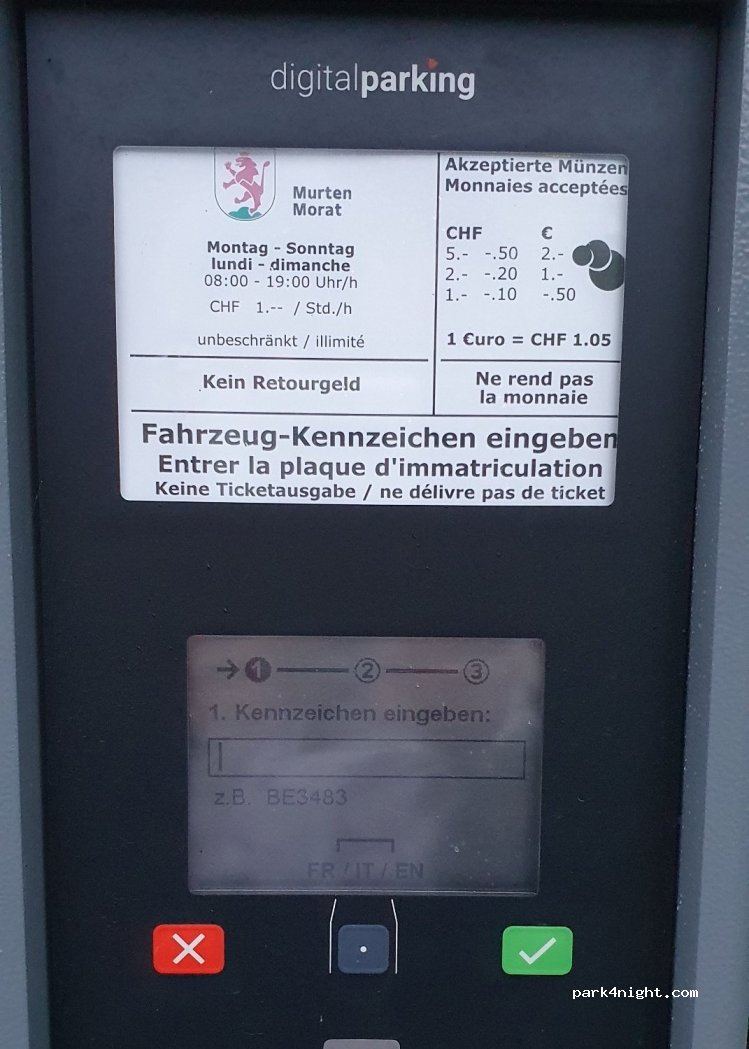 digitalparking
Murten
Morat
Montag - Sonntag
lundi - dimanche
08:00 - 19:00 Uhr/h
CHF 1.-- / Std./h
unbeschränkt / illimité
Kein Retourgeld
Akzeptierte Münzen
Monnaies acceptées
CHF €
5.- -.50 2.-
2.- -.20 1.-
1.- -.10 -.50
1 €uro = CHF 1.05
Ne rend pas
la monnaie
Fahrzeug-Kennzeichen eingeben
Entrer la plaque d'immatriculation
Keine Ticketausgabe / ne délivre pas de ticket
1 2 3
1. Kennzeichen eingeben:
z.B. BE3483
FR / IT / EN
park4night.com